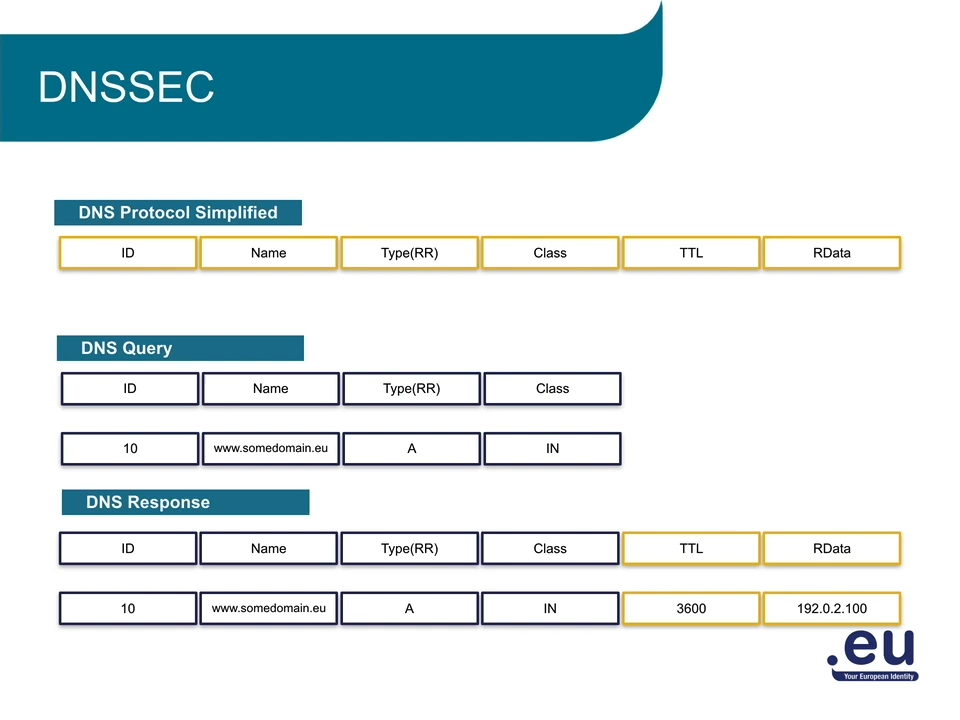 DNSSEC
DNS Protocol Simplified
ID Name Type(RR) Class TTL RData
DNS Query
ID Name Type(RR) Class
10 www.somedomain.eu A IN
DNS Response
ID Name Type(RR) Class TTL RData
10 www.somedomain.eu A IN 3600 192.0.2.100
.eu
Your European Identity